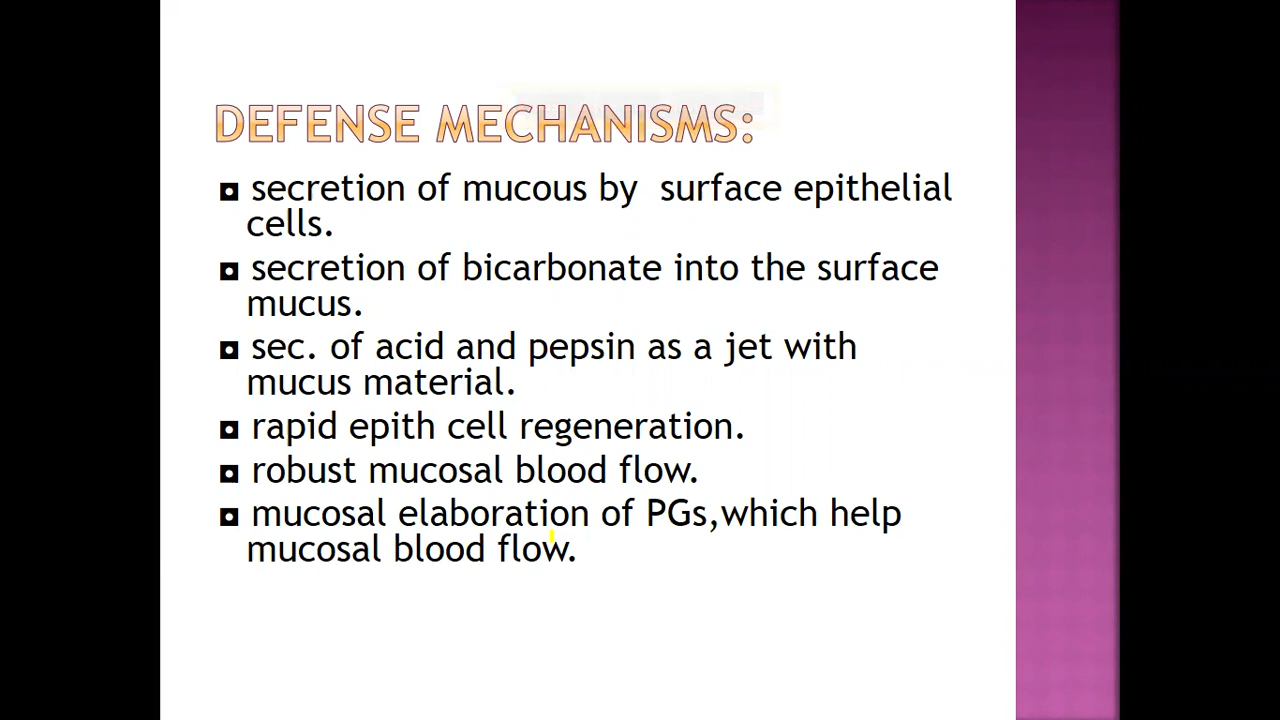 DEFENSE MECHANISMS:
◘ secretion of mucous by  surface epithelial
cells.
◘ secretion of bicarbonate into the surface
mucus.
◘ sec. of acid and pepsin as a jet with
mucus material.
◘ rapid epith cell regeneration.
◘ robust mucosal blood flow.
◘ mucosal elaboration of PGs,which help
mucosal blood flow.